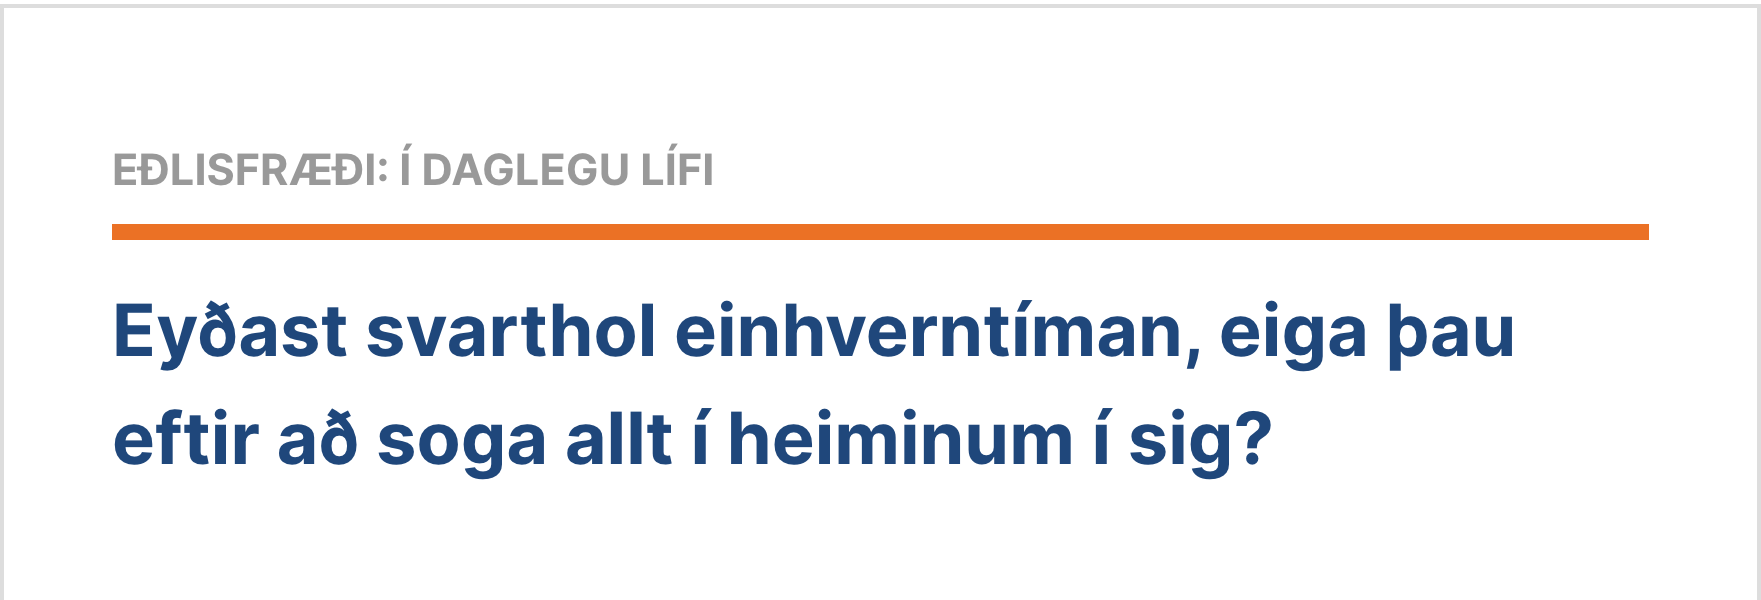 EÐLISFRÆÐI: Í DAGLEGU LÍFI
Eyðast svarthol einhverntíman, eiga þau
eftir að soga allt í heiminum í sig?